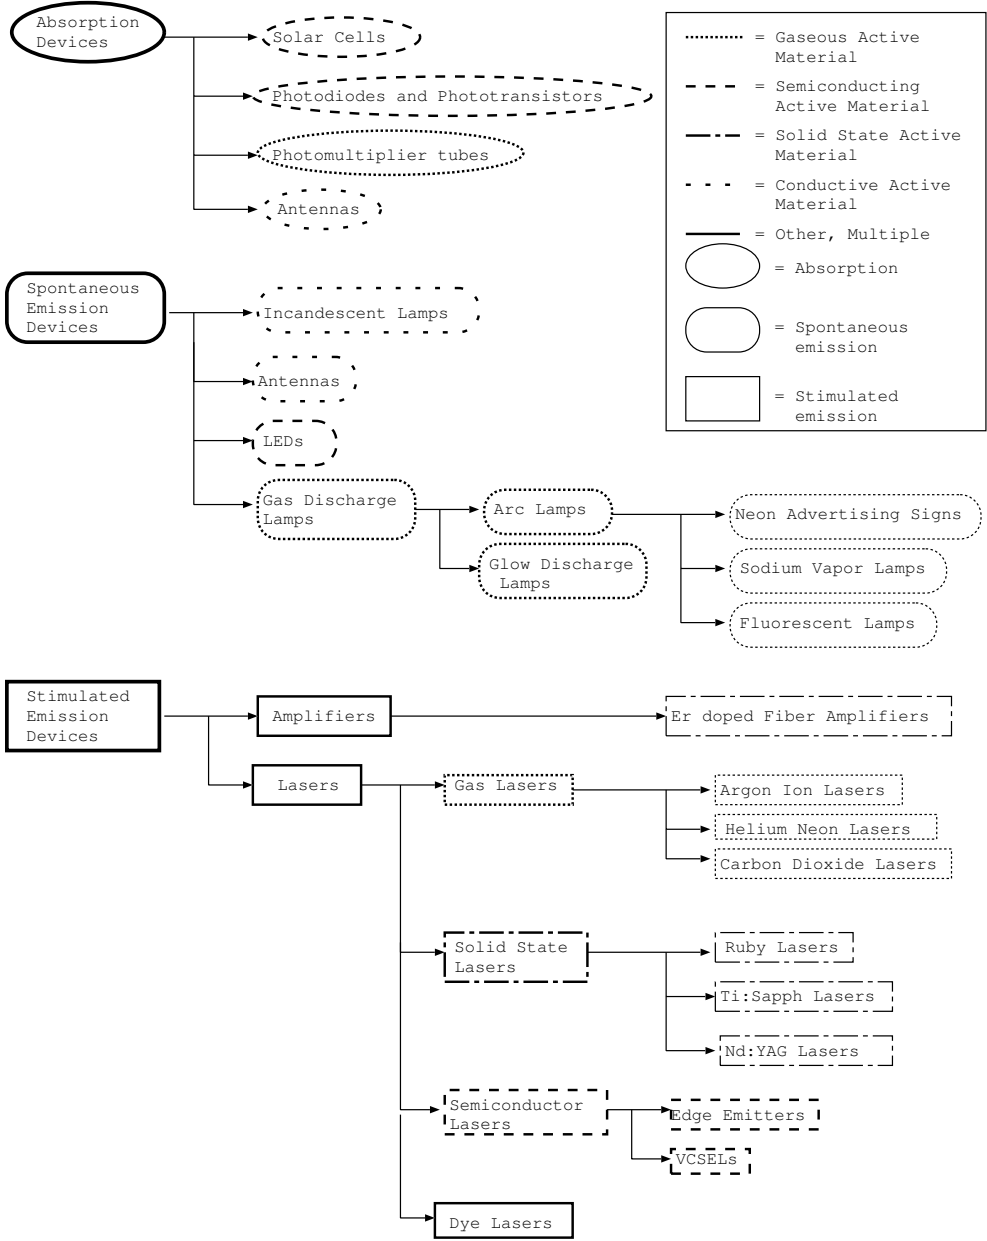 Absorption
Devices
Solar Cells
Photodiodes and Phototransistors
Photomultiplier tubes
Antennas
= Gaseous Active
Material
= Semiconducting
Active Material
= Solid State Active
Material
= Conductive Active
Material
= Other, Multiple
= Absorption
= Spontaneous
emission
= Stimulated
emission
Spontaneous
Emission
Devices
Incandescent Lamps
Antennas
LEDs
Gas Discharge
Lamps
Arc Lamps
Glow Discharge
Lamps
Neon Advertising Signs
Sodium Vapor Lamps
Fluorescent Lamps
Stimulated
Emission
Devices
Amplifiers
Er doped Fiber Amplifiers
Lasers
Gas Lasers
Argon Ion Lasers
Helium Neon Lasers
Carbon Dioxide Lasers
Solid State
Lasers
Ruby Lasers
Ti:Sapph Lasers
Nd:YAG Lasers
Semiconductor
Lasers
Edge Emitters
VCSELs
Dye Lasers